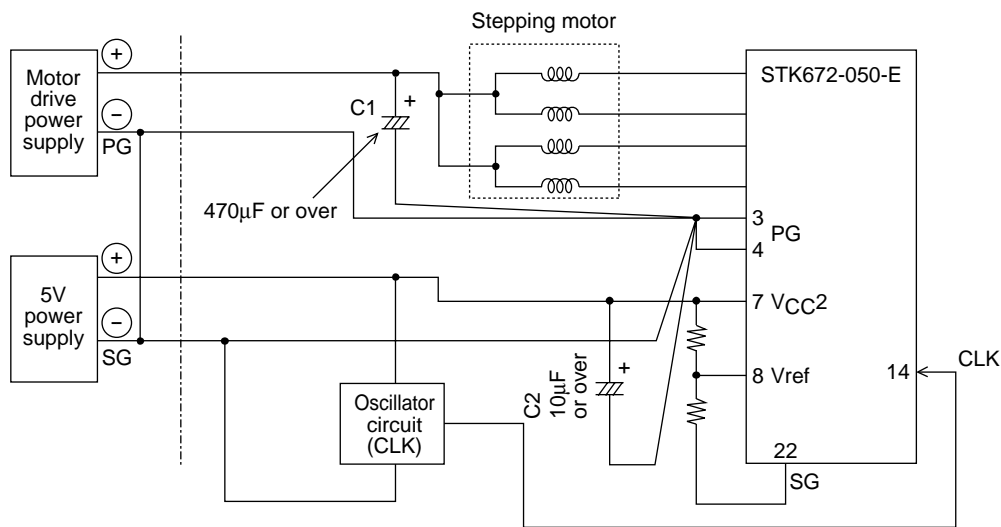 Stepping motor
Motor
drive
power
supply
+
−
PG
C1
+
470µF or over
STK672-050-E
3
PG
4
5V
power
supply
+
−
SG
7 VCC2
8 Vref
14
CLK
C2
10µF
or over
+
Oscillator
circuit
(CLK)
22
SG